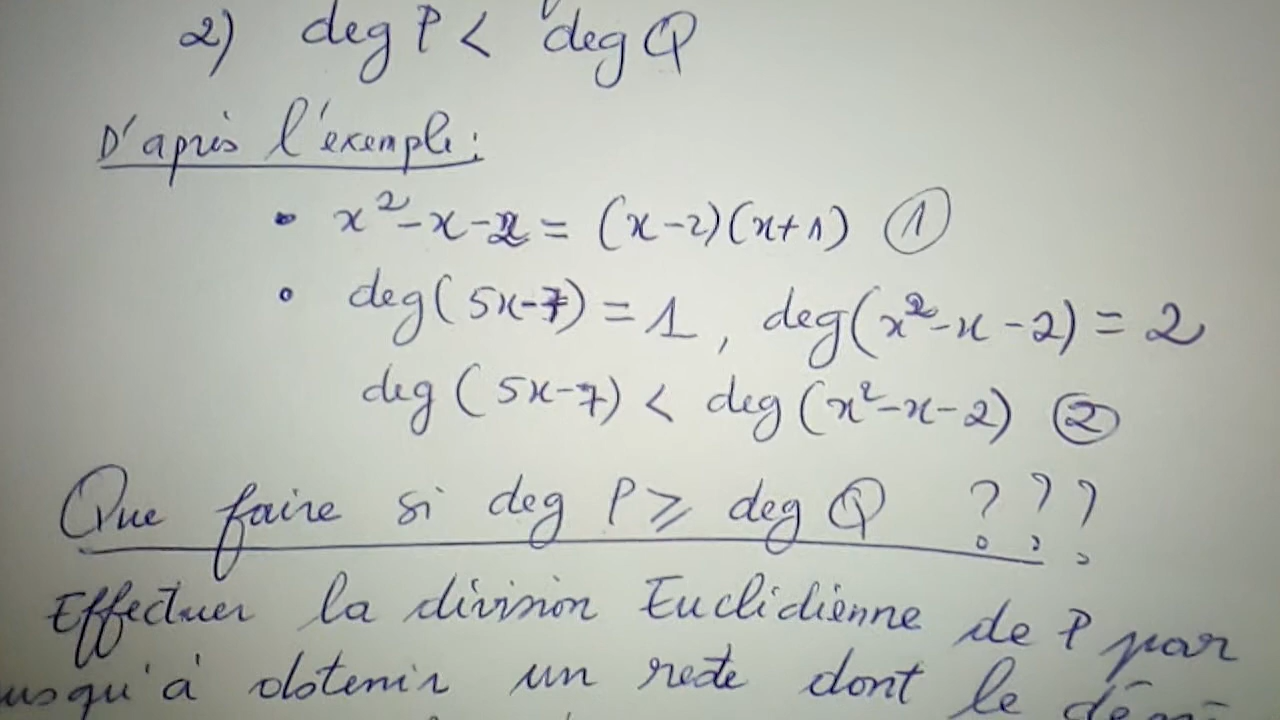 2) deg P < deg Q
D'après l'exemple:
• x²-x-2 = (x-2)(x+1) ①
• deg(5x-7) = 1, deg(x²-x-2) = 2
deg (5x-7) < deg (x²-x-2) ②
Que faire si deg P ⩾ deg Q ???
Effectuer la division Euclidiènne de P par
usqu'à obtenir un reste dont le